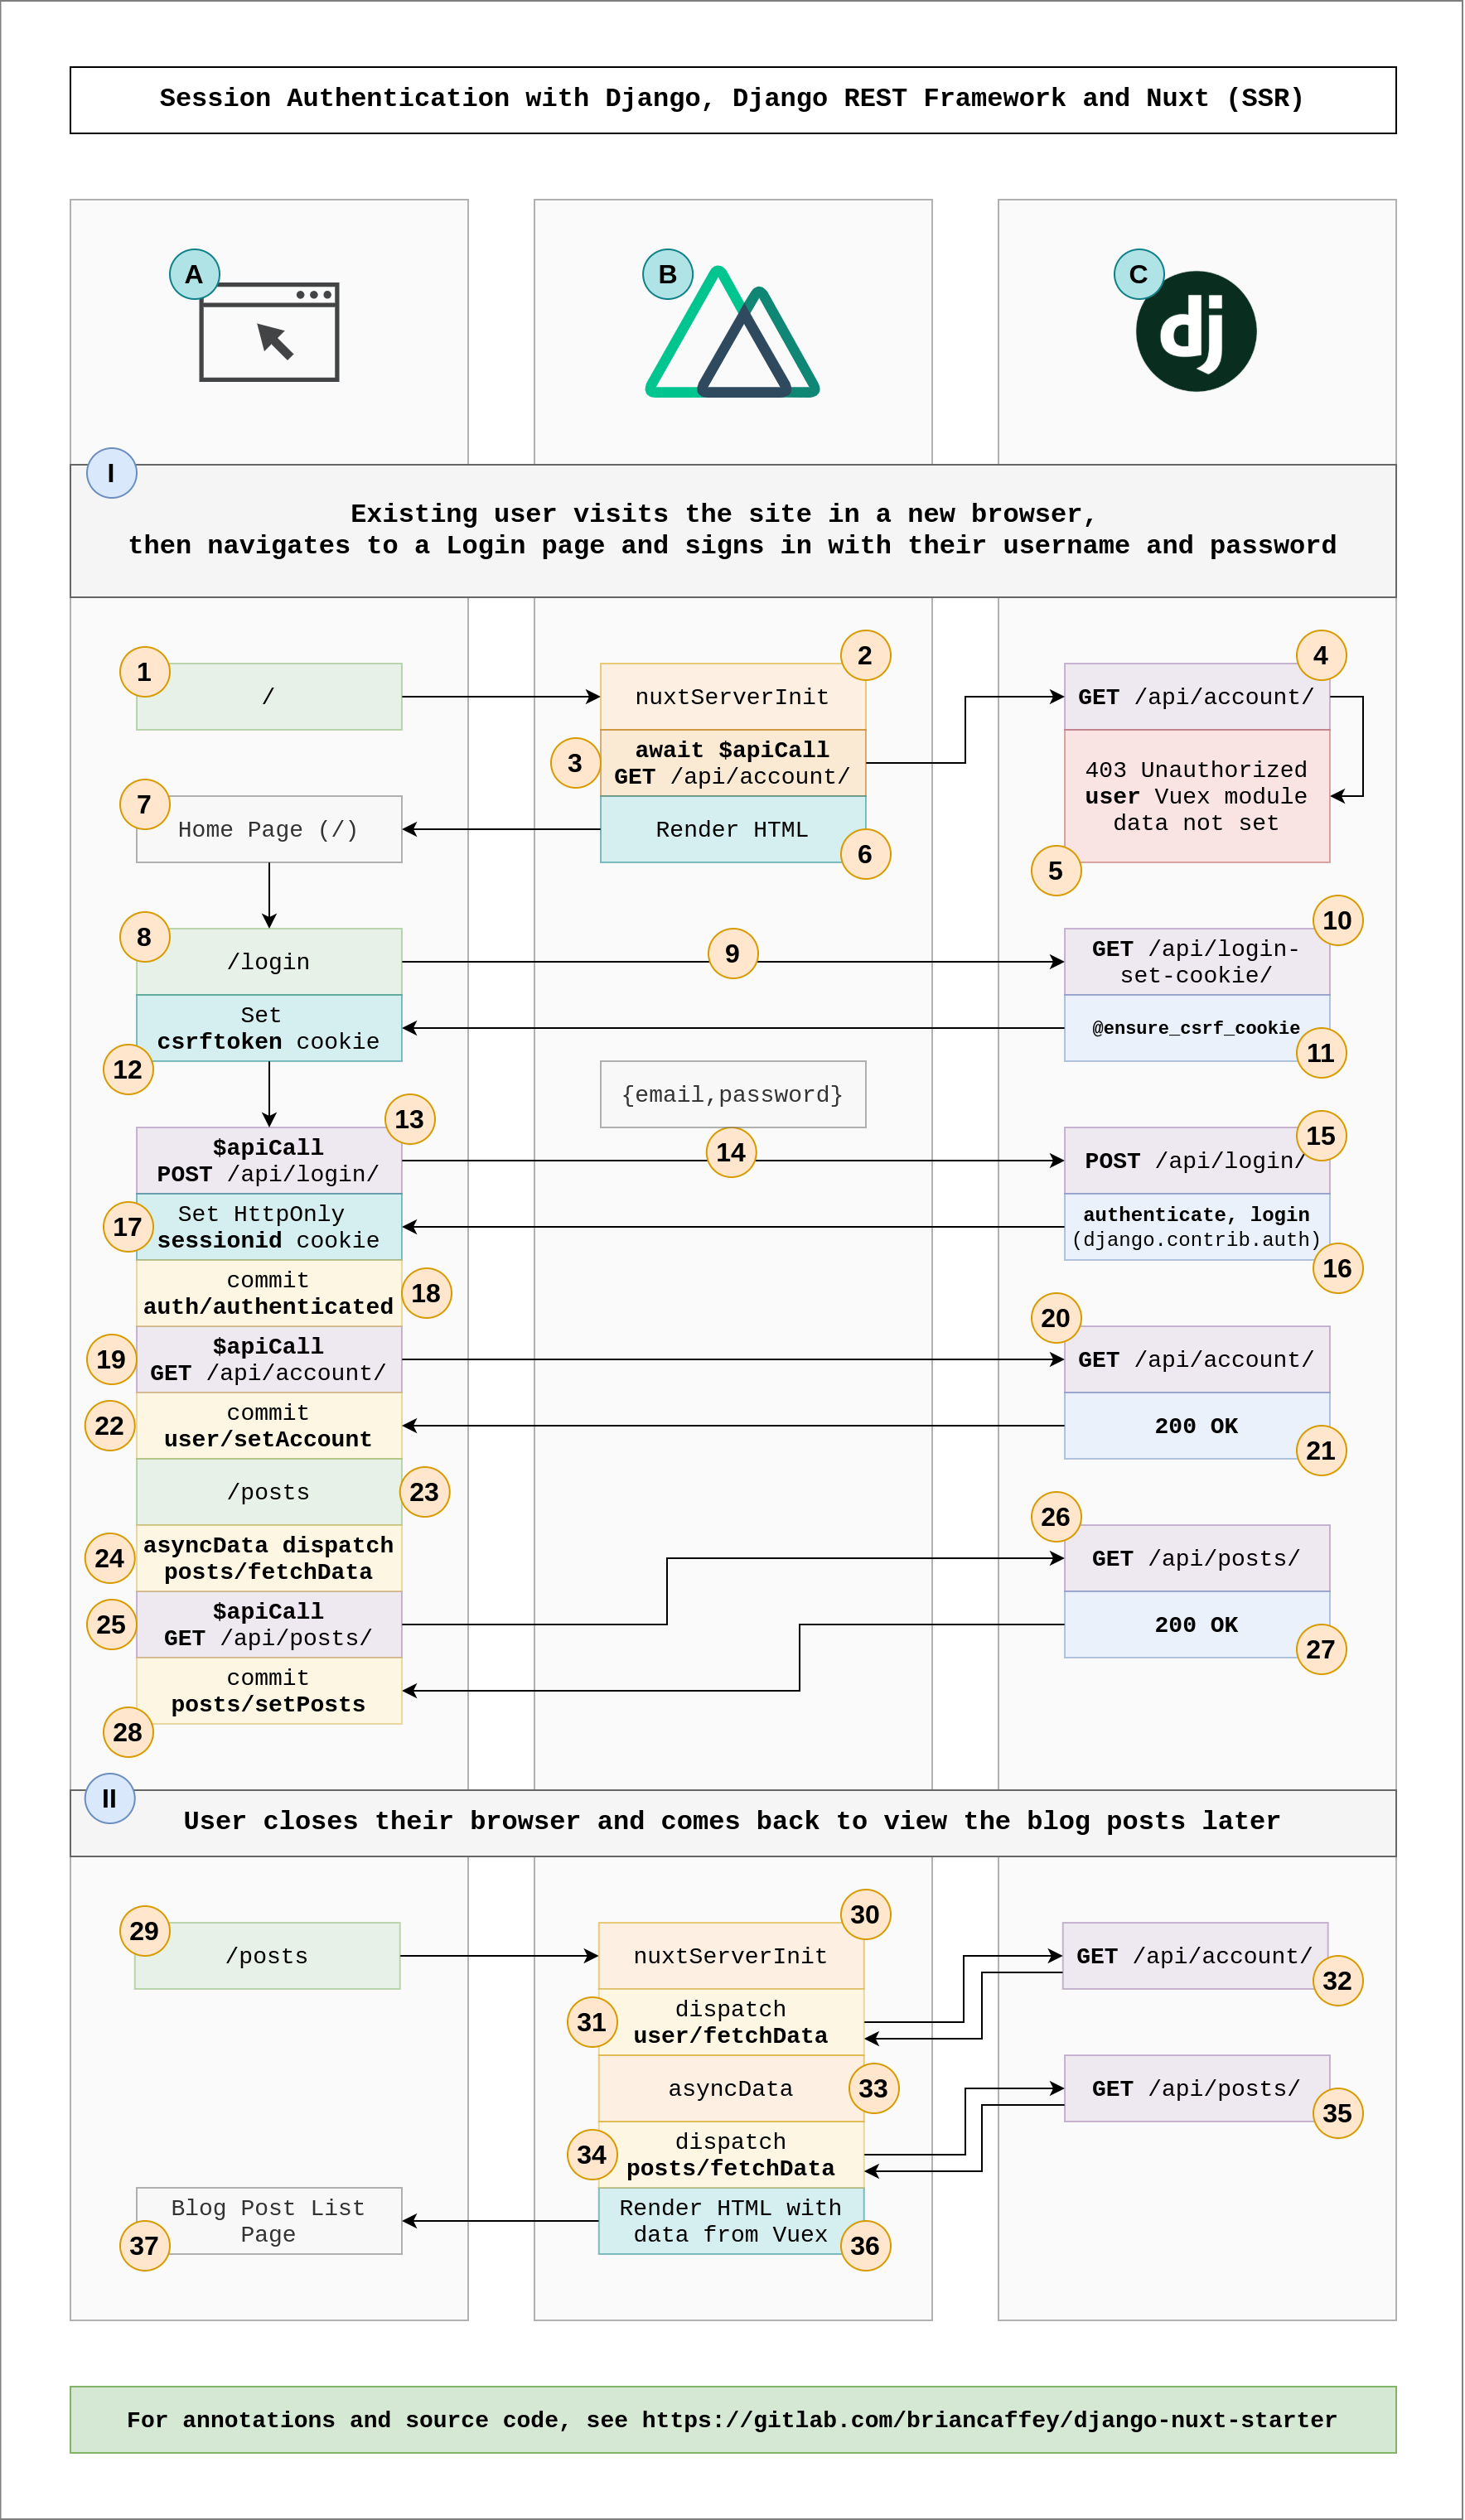 Session Authentication with Django, Django REST Framework and Nuxt (SSR)
A
B
C
dj
I
Existing user visits the site in a new browser,
then navigates to a Login page and signs in with their username and password
1
/
2
nuxtServerInit
3
await $apiCall
GET /api/account/
4
GET /api/account/
403 Unauthorized
user Vuex module
data not set
5
Render HTML
6
7
Home Page (/)
8
/login
9
10
GET /api/login-
set-cookie/
@ensure_csrf_cookie
11
Set
csrftoken cookie
12
{email,password}
13
$apiCall
POST /api/login/
14
15
POST /api/login/
authenticate, login
(django.contrib.auth)
16
17
Set HttpOnly
sessionid cookie
commit
auth/authenticated
18
19
$apiCall
GET /api/account/
20
GET /api/account/
200 OK
21
22
commit
user/setAccount
/posts
23
24
asyncData dispatch
posts/fetchData
25
$apiCall
GET /api/posts/
26
GET /api/posts/
200 OK
27
commit
posts/setPosts
28
II
User closes their browser and comes back to view the blog posts later
29
/posts
30
nuxtServerInit
31
dispatch
user/fetchData
GET /api/account/
32
asyncData
33
34
dispatch
posts/fetchData
GET /api/posts/
35
Render HTML with
data from Vuex
36
Blog Post List
Page
37
For annotations and source code, see https://gitlab.com/briancaffey/django-nuxt-starter